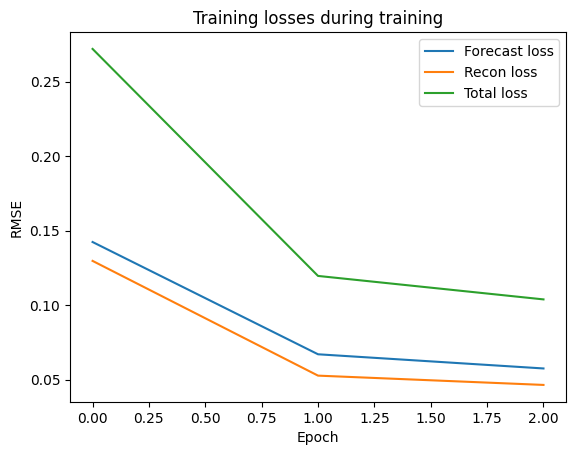 Training losses during training
Forecast loss
Recon loss
Total loss
RMSE
0.25
0.20
0.15
0.10
0.05
0.00 0.25 0.50 0.75 1.00 1.25 1.50 1.75 2.00
Epoch